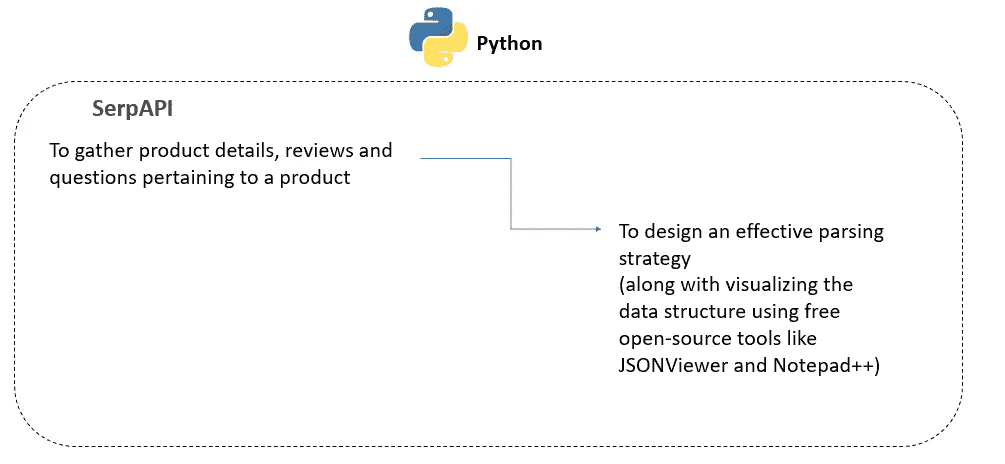 Python
SerpAPI
To gather product details, reviews and
questions pertaining to a product
To design an effective parsing
strategy
(along with visualizing the
data structure using free
open-source tools like
JSONViewer and Notepad++)